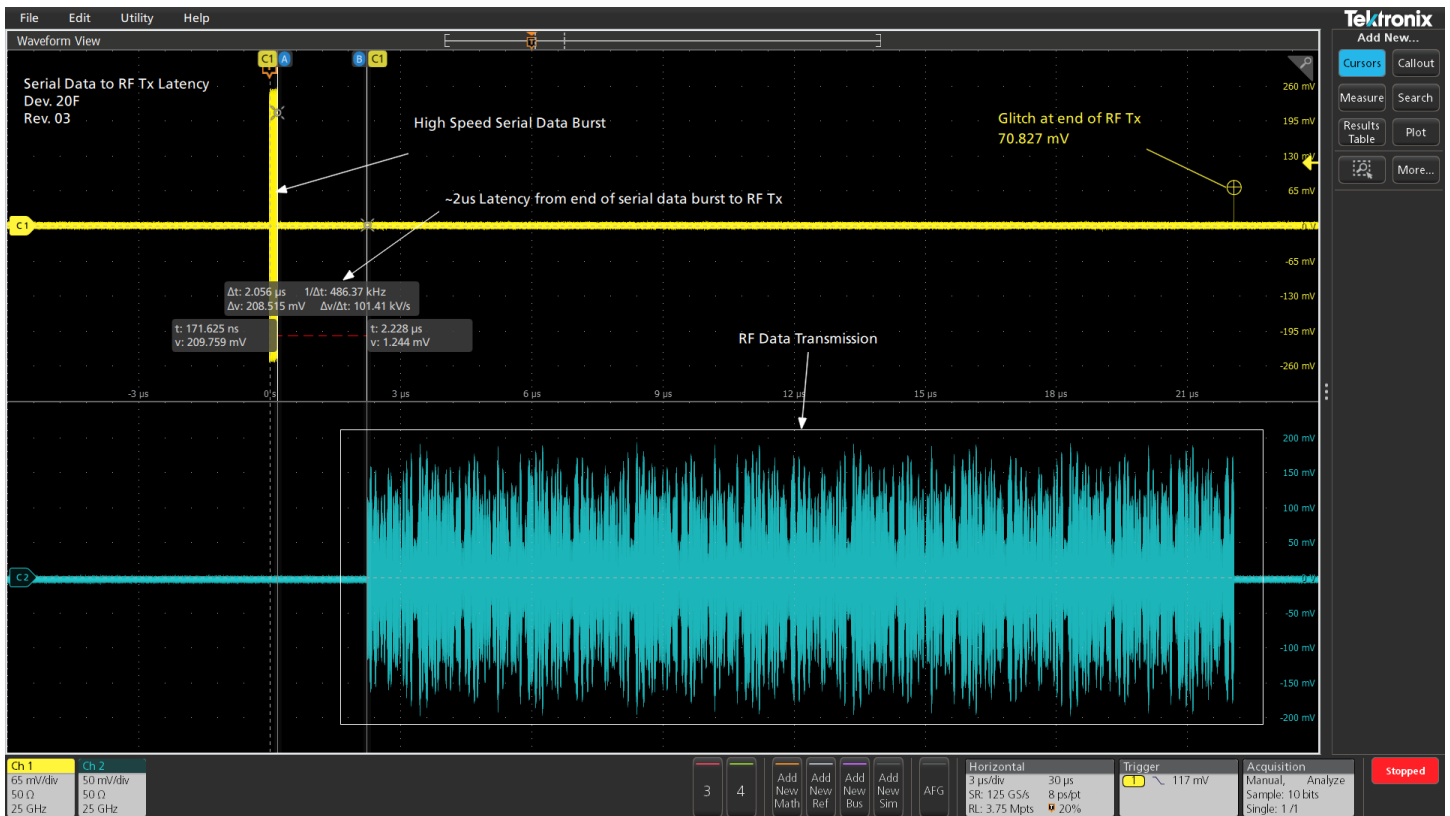 File Edit Utility Help
Tektronix
Waveform View
Add New...
C1 A B C1
Cursors Callout
Measure Search
Results Table Plot
More...
Serial Data to RF Tx Latency
Dev. 20F
Rev. 03
High Speed Serial Data Burst
~2us Latency from end of serial data burst to RF Tx
Glitch at end of RF Tx
70.827 mV
260 mV
195 mV
130 mV
65 mV
0 V
-65 mV
-130 mV
-195 mV
-260 mV
C1
Δt: 2.056 µs 1/Δt: 486.37 kHz
Δv: 208.515 mV Δv/Δt: 101.41 kV/s
t: 171.625 ns
v: 209.759 mV
t: 2.228 µs
v: 1.244 mV
RF Data Transmission
-3 µs 0 s 3 µs 6 µs 9 µs 12 µs 15 µs 18 µs 21 µs
200 mV
150 mV
100 mV
50 mV
0 V
-50 mV
-100 mV
-150 mV
-200 mV
C2
Ch 1
65 mV/div
50 Ω
25 GHz
Ch 2
50 mV/div
50 Ω
25 GHz
3
4
Add New Math
Add New Ref
Add New Bus
Add New Sim
AFG
Horizontal
3 µs/div 30 µs
SR: 125 GS/s 8 ps/pt
RL: 3.75 Mpts 20%
Trigger
1 117 mV
Acquisition
Manual, Analyze
Sample: 10 bits
Single: 1 /1
Stopped